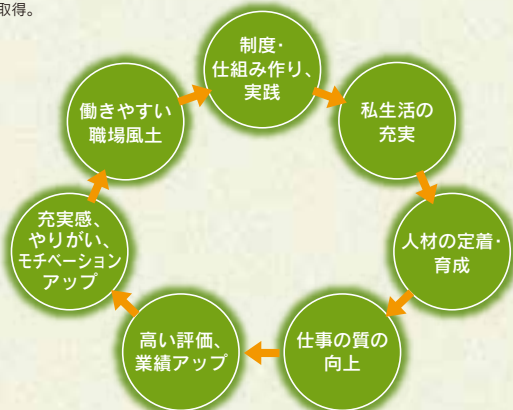 取得。
制度・
仕組み作り、
実践
私生活の
充実
人材の定着・
育成
仕事の質の
向上
高い評価、
業績アップ
充実感、
やりがい、
モチベーション
アップ
働きやすい
職場風土